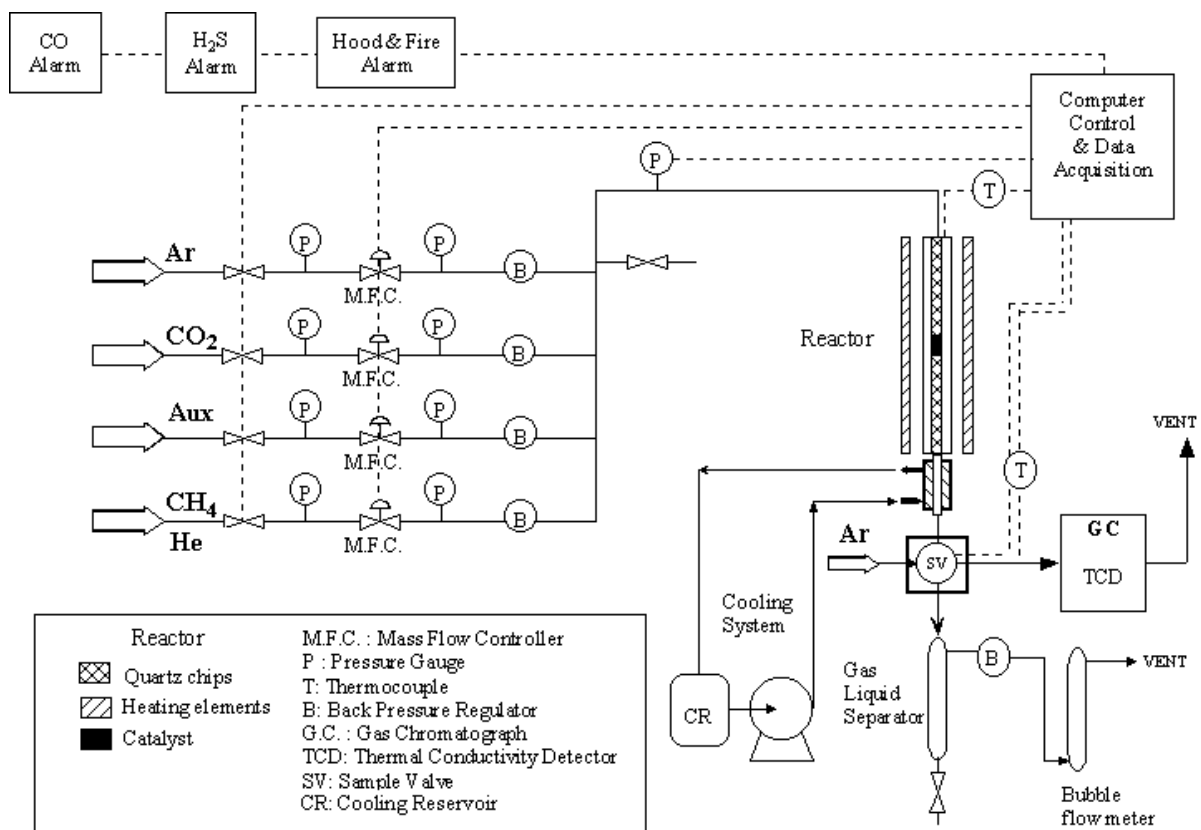 CO
Alarm
H2S
Alarm
Hood & Fire
Alarm
Computer
Control
& Data
Acquisition
P
T
Ar
P
P
B
M.F.C.
CO2
P
P
B
M.F.C.
Aux
P
P
B
M.F.C.
CH4
He
P
P
B
M.F.C.
Reactor
T
VENT
Ar
SV
GC
TCD
Cooling
System
CR
Gas
Liquid
Separator
B
VENT
Bubble
flow meter
Reactor
Quartz chips
Heating elements
Catalyst
M.F.C. : Mass Flow Controller
P : Pressure Gauge
T: Thermocouple
B: Back Pressure Regulator
G.C. : Gas Chromatograph
TCD: Thermal Conductivity Detector
SV: Sample Valve
CR: Cooling Reservoir